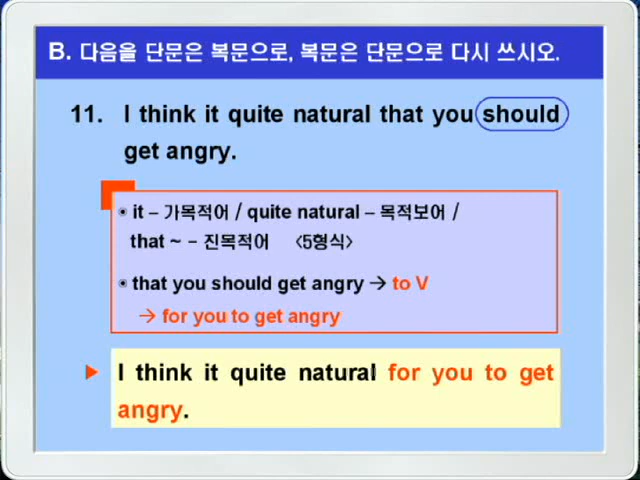 B. 다음을 단문은 복문으로, 복문은 단문으로 다시 쓰시오.
11. I think it quite natural that you should
get angry.
◉ it – 가목적어 / quite natural – 목적보어 /
that ~ – 진목적어 〈5형식〉
◉ that you should get angry → to V
→ for you to get angry
▶ I think it quite natural for you to get
angry.